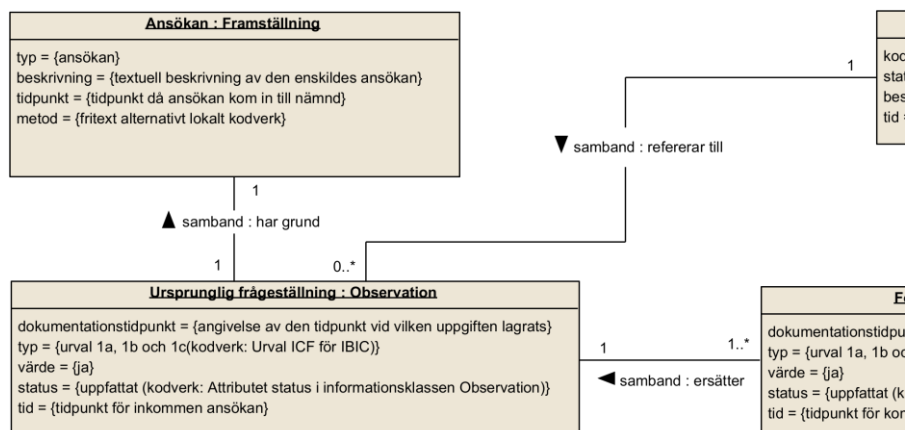 Ansökan : Framställning
typ = {ansökan}
beskrivning = {textuell beskrivning av den enskildes ansökan}
tidpunkt = {tidpunkt då ansökan kom in till nämnd}
metod = {fritext alternativt lokalt kodverk}
1
samband : har grund
1
kod
stat
bes
tid =
1
samband : refererar till
0..*
Ursprunglig frågeställning : Observation
dokumentationstidpunkt = {angivelse av den tidpunkt vid vilken uppgiften lagrats}
typ = {urval 1a, 1b och 1c(kodverk: Urval ICF för IBIC)}
värde = {ja}
status = {uppfattat (kodverk: Attributet status i informationsklassen Observation)}
tid = {tidpunkt för inkommen ansökan}
1
1..*
samband : ersätter
dokumentationstidpu
typ = {urval 1a, 1b oc
värde = {ja}
status = {uppfattat (k
tid = {tidpunkt för kon